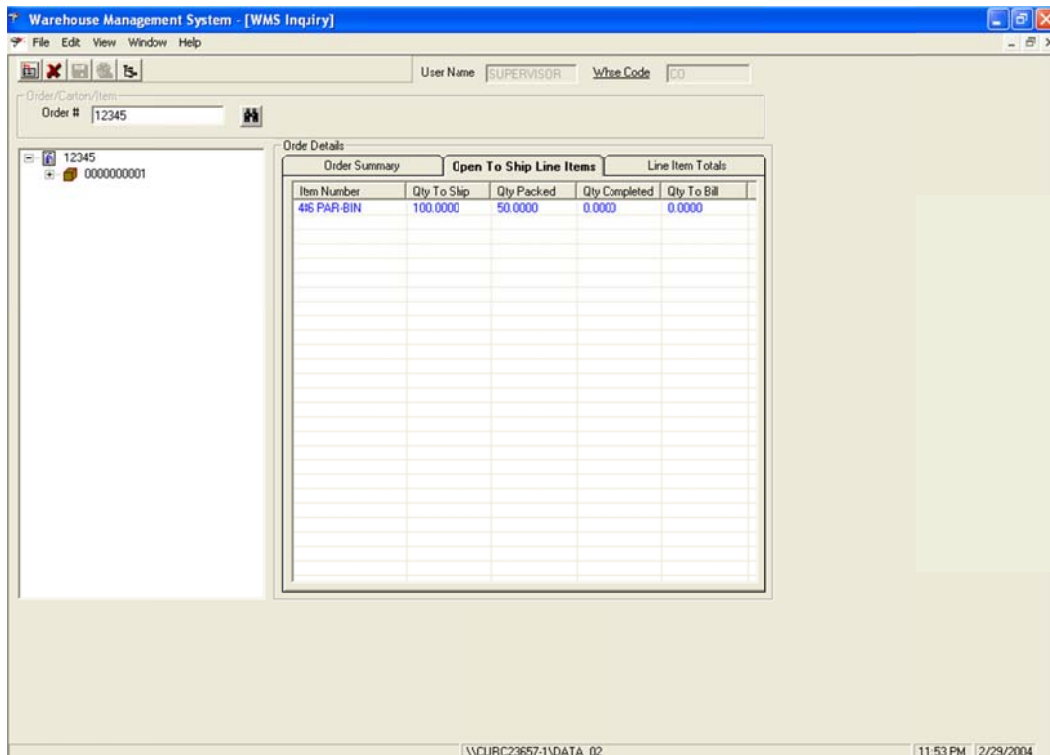 Warehouse Management System - [WMS Inquiry]
File Edit View Window Help
User Name SUPERVISOR Whse Code CO
Order/Carton/Item
Order # 12345
12345
0000000001
Orde Details
Order Summary Open To Ship Line Items Line Item Totals
Item Number Qty To Ship Qty Packed Qty Completed Qty To Bill
PAR-BIN 100.0000 50.0000 0.0000 0.0000
\\CURC23657-1\DATA_02 11:53 PM 2/29/2004